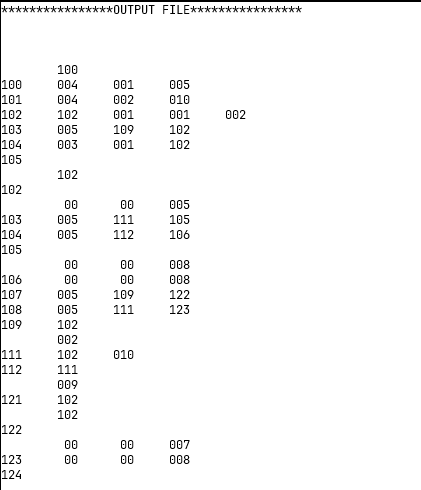 ****************OUTPUT FILE****************
100
100 004 001 005
101 004 002 010
102 102 001 001 002
103 005 109 102
104 003 001 102
105
102
102
00 00 005
103 005 111 105
104 005 112 106
105
00 00 008
106 00 00 008
107 005 109 122
108 005 111 123
109 102
002
111 102 010
112 111
009
121 102
102
122
00 00 007
123 00 00 008
124